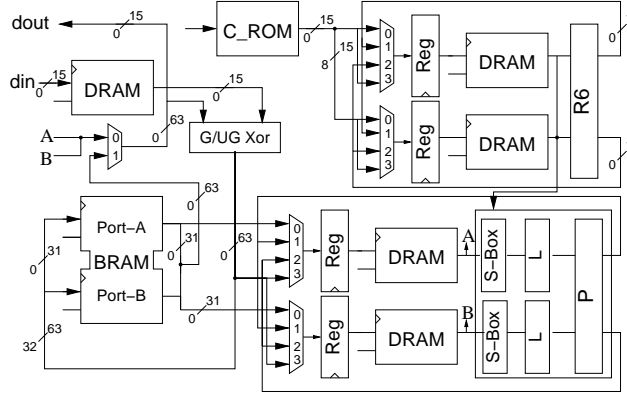 dout
0 15
C_ROM
0 15
8 15
0 1 2 3
Reg
DRAM
R6
0
din
0 15
DRAM
0 15
0 63
G/UG Xor
A
B
0 1
0 1 2 3
Reg
DRAM
0
0 63
Port-A
0 31
BRAM
0 31
Port-B
0 31
32 63
0 63
0 1 2 3
Reg
DRAM
A
S-Box
L
P
0 1 2 3
Reg
DRAM
B
S-Box
L